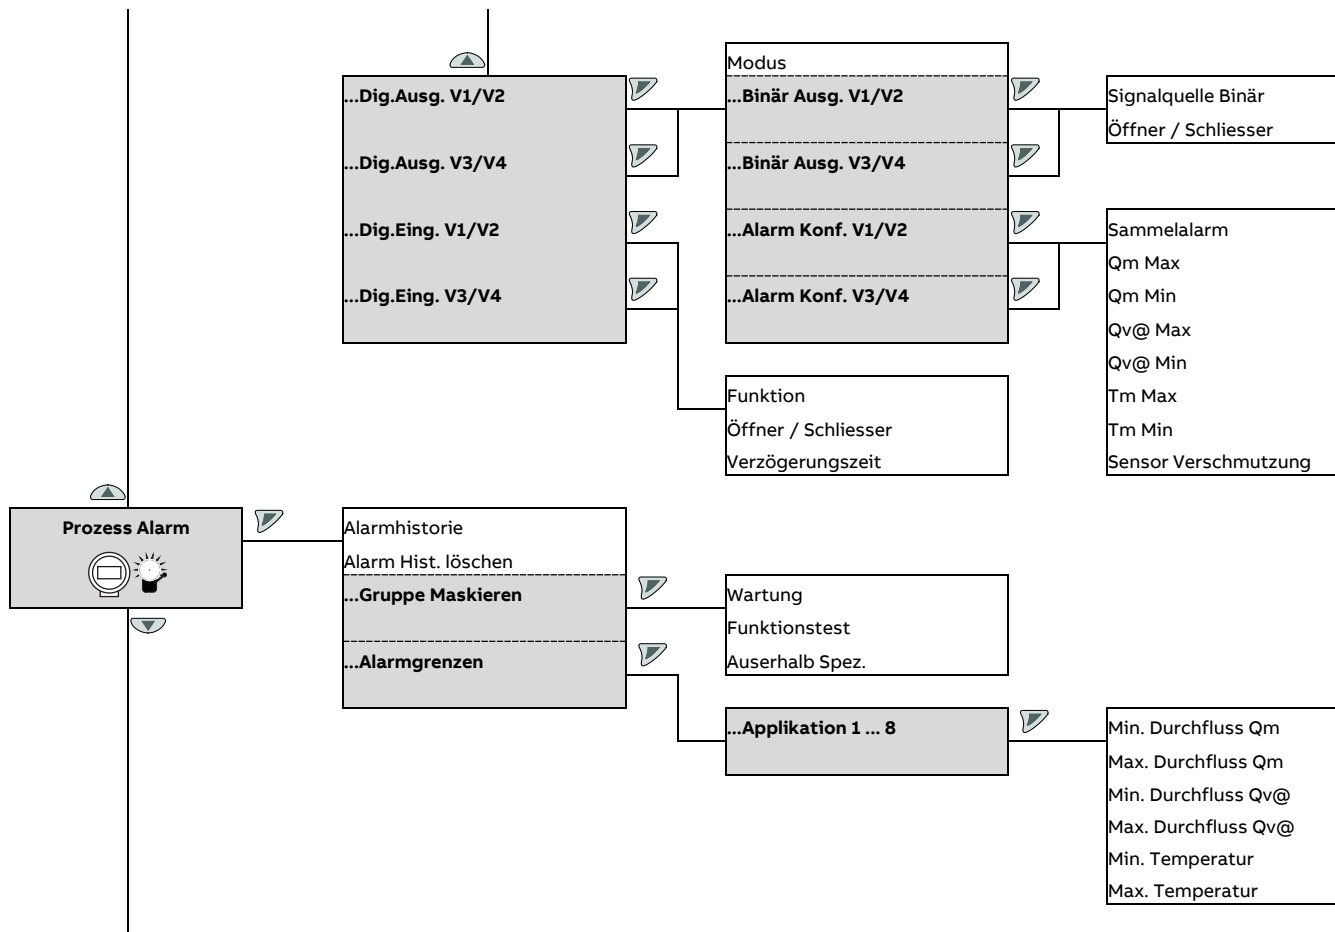 ...Dig.Ausg. V1/V2
...Dig.Ausg. V3/V4
...Dig.Eing. V1/V2
...Dig.Eing. V3/V4
Modus
...Binär Ausg. V1/V2
...Binär Ausg. V3/V4
...Alarm Konf. V1/V2
...Alarm Konf. V3/V4
Signalquelle Binär
Öffner / Schliesser
Sammelalarm
Qm Max
Qm Min
Qv@ Max
Qv@ Min
Tm Max
Tm Min
Sensor Verschmutzung
Funktion
Öffner / Schliesser
Verzögerungszeit
Prozess Alarm
Alarmhistorie
Alarm Hist. löschen
...Gruppe Maskieren
...Alarmgrenzen
Wartung
Funktionstest
Auserhalb Spez.
...Applikation 1 ... 8
Min. Durchfluss Qm
Max. Durchfluss Qm
Min. Durchfluss Qv@
Max. Durchfluss Qv@
Min. Temperatur
Max. Temperatur